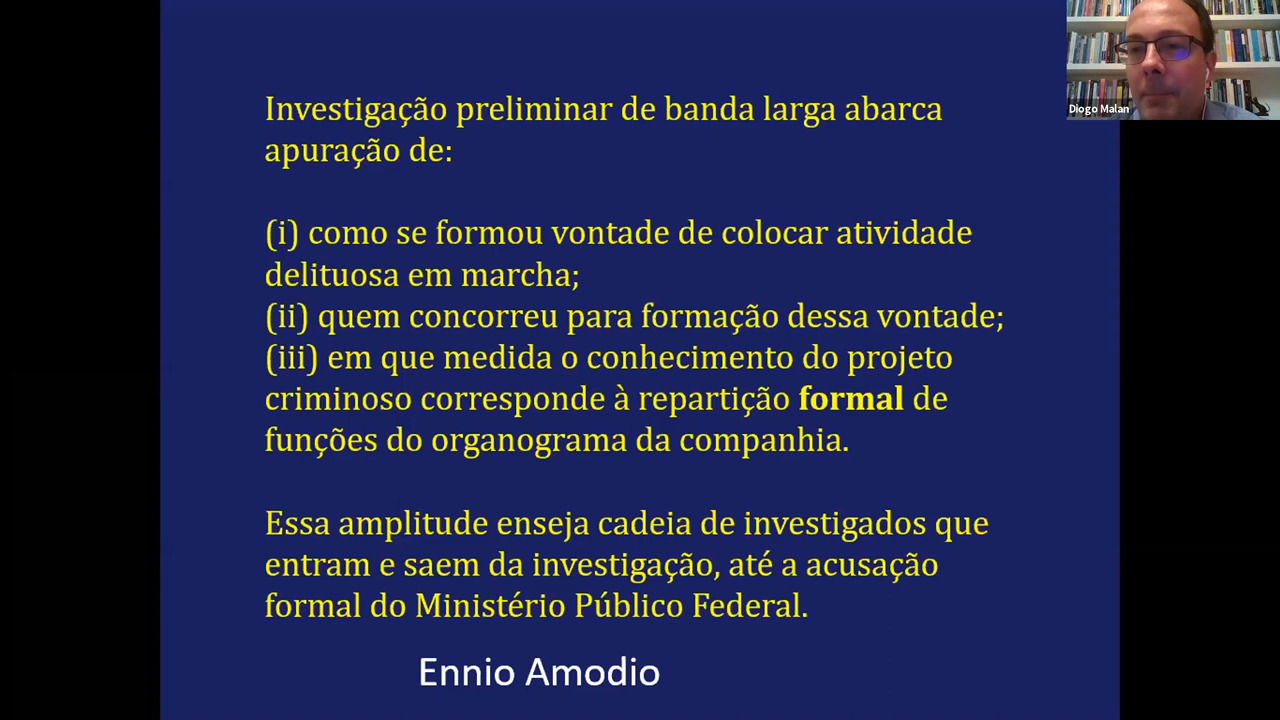 Investigação preliminar de banda larga abarca
apuração de:
(i) como se formou vontade de colocar atividade
delituosa em marcha;
(ii) quem concorreu para formação dessa vontade;
(iii) em que medida o conhecimento do projeto
criminoso corresponde à repartição formal de
funções do organograma da companhia.
Essa amplitude enseja cadeia de investigados que
entram e saem da investigação, até a acusação
formal do Ministério Público Federal.
Ennio Amodio
Diogo Malan